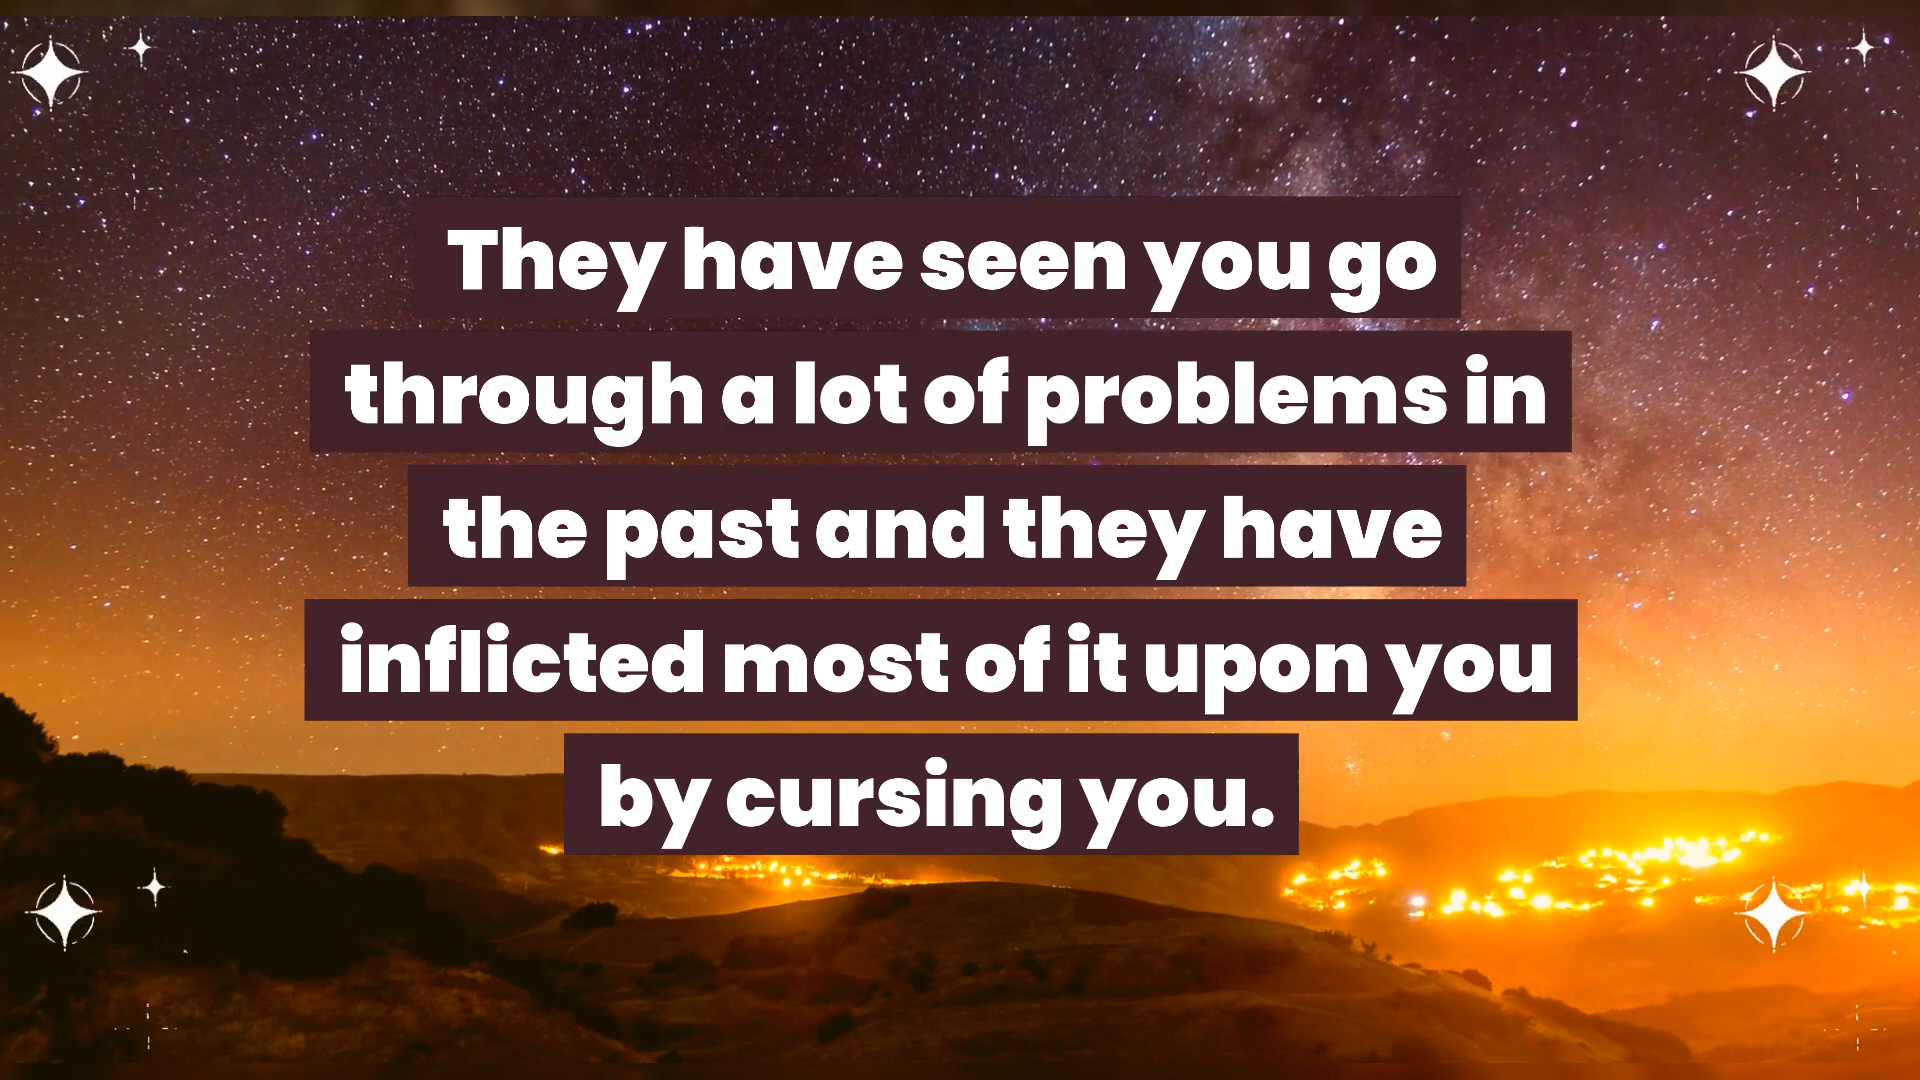 They have seen you go
through a lot of problems in
the past and they have
inflicted most of it upon you
by cursing you.